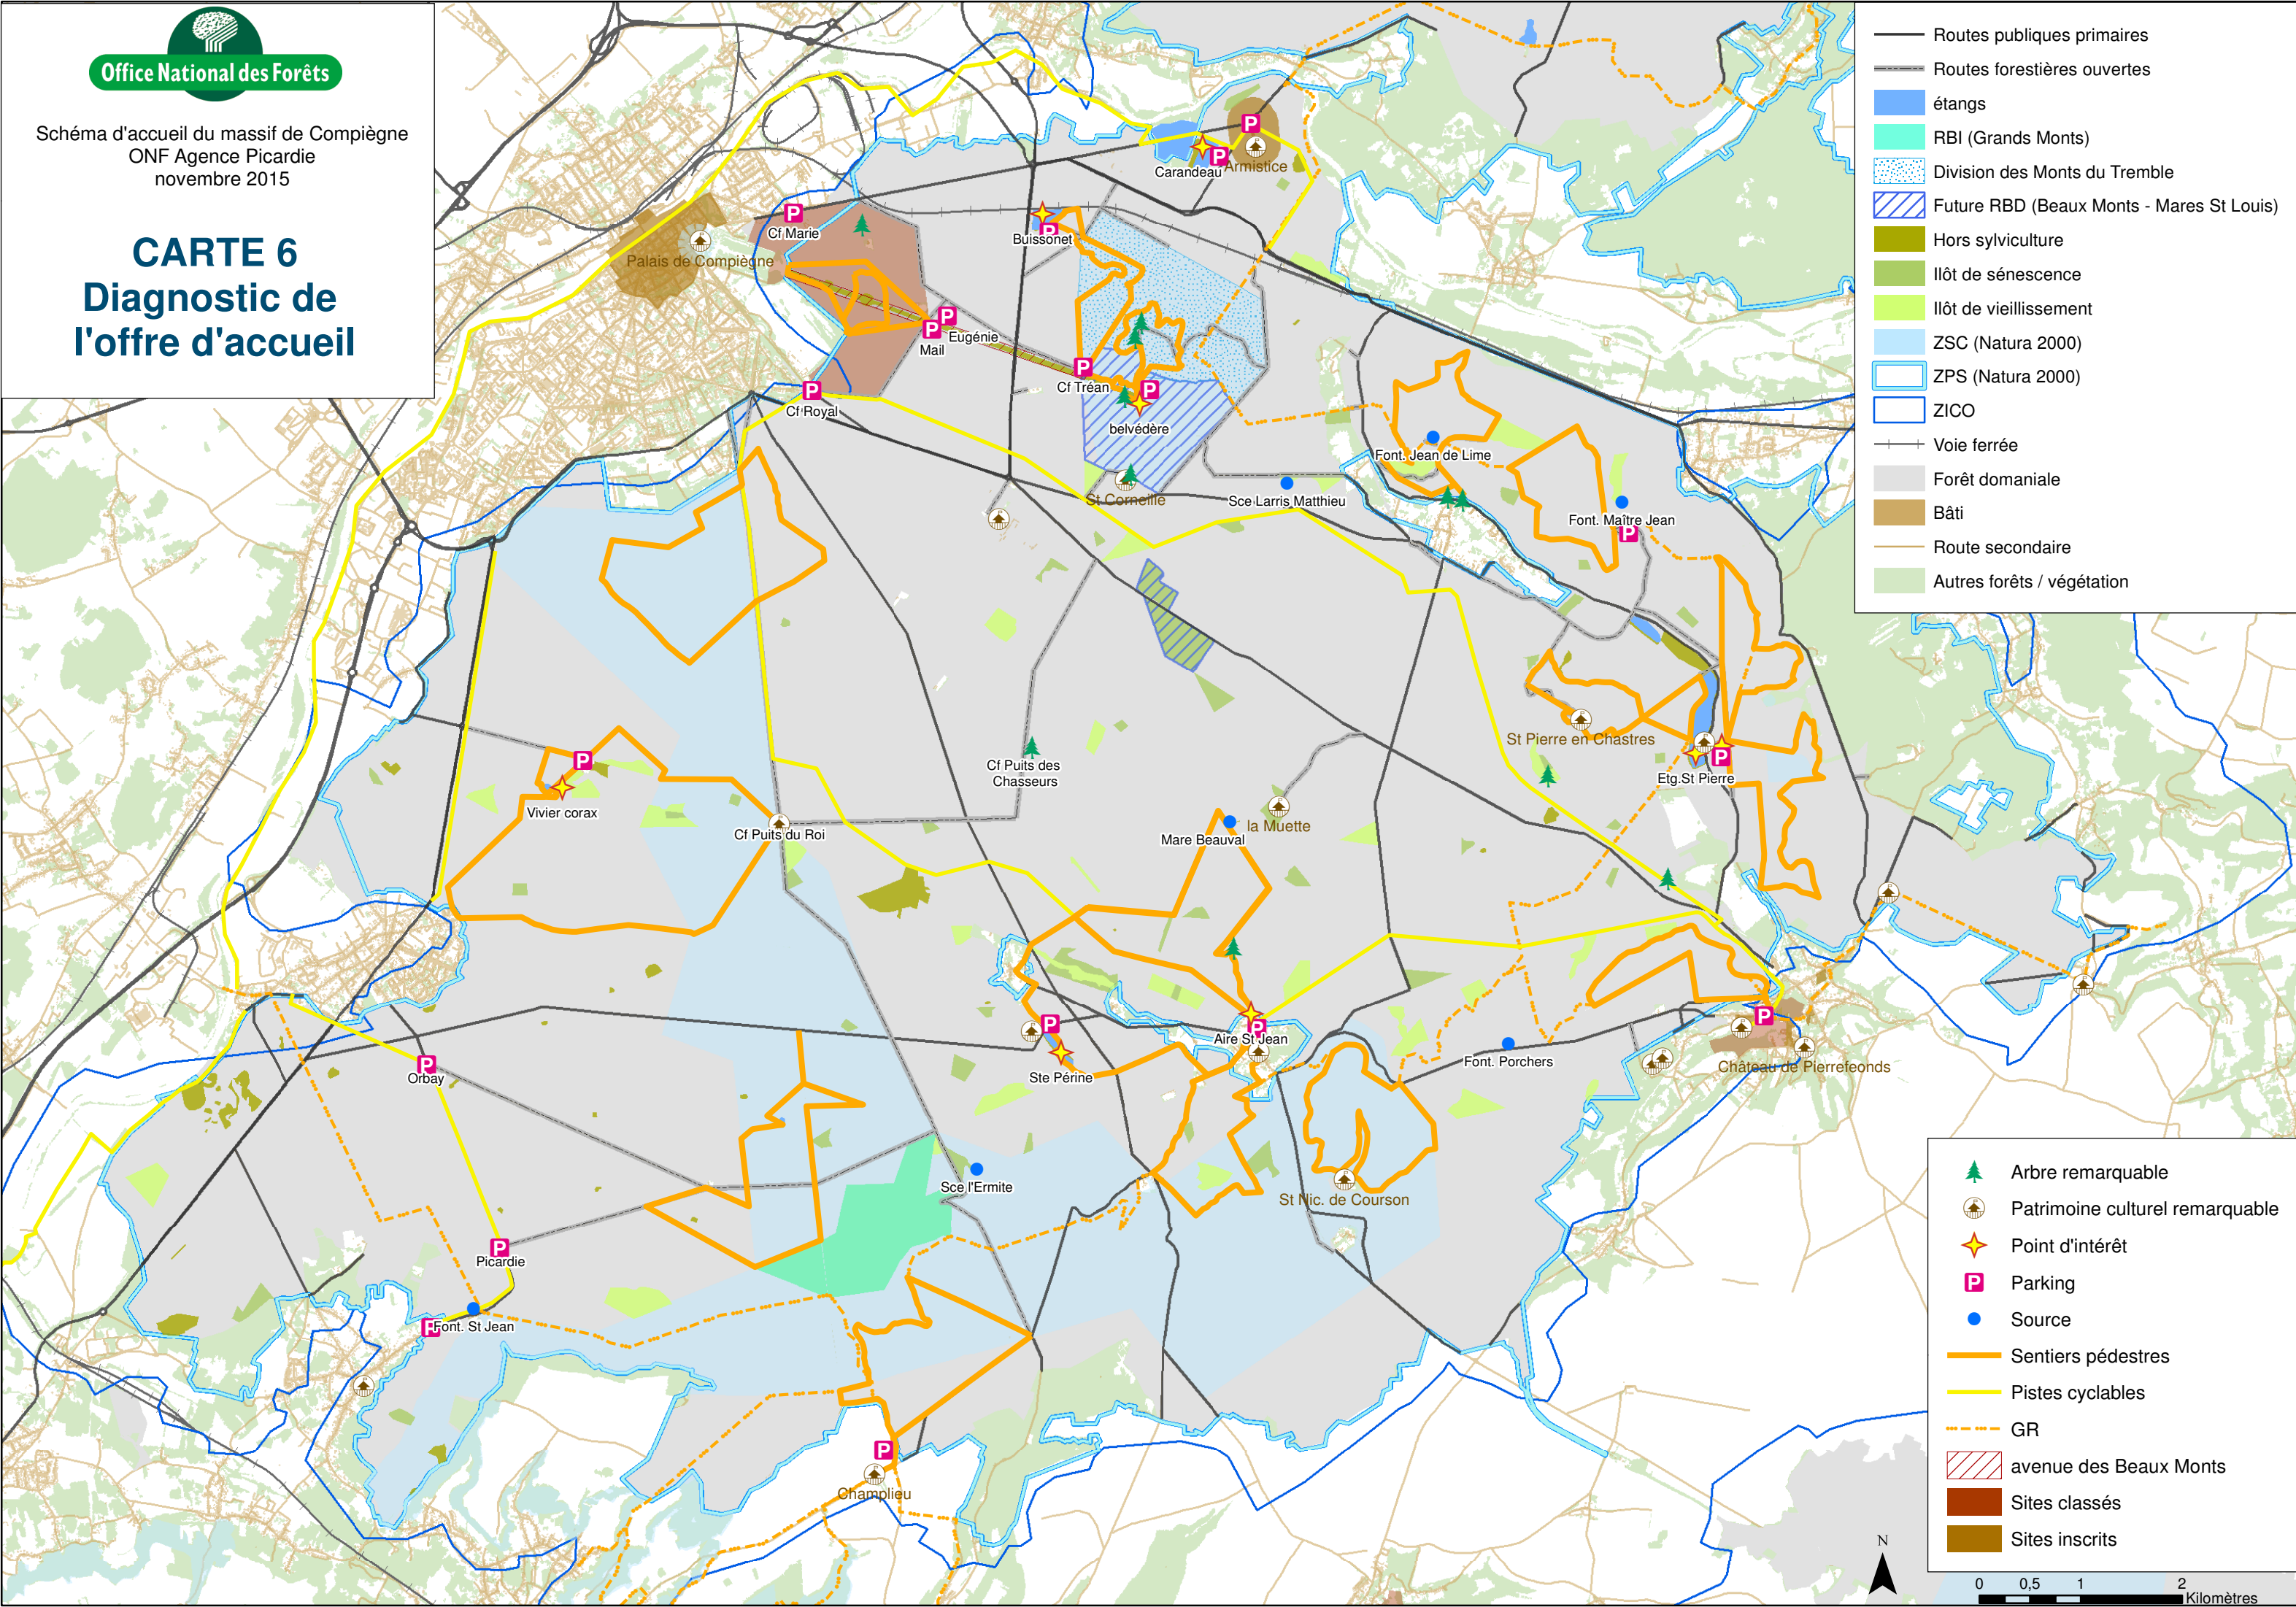 Office National des Forêts
Schéma d'accueil du massif de Compiègne
ONF Agence Picardie
novembre 2015
CARTE 6
Diagnostic de
l'offre d'accueil
Routes publiques primaires
Routes forestières ouvertes
étangs
RBI (Grands Monts)
Division des Monts du Tremble
Future RBD (Beaux Monts - Mares St Louis)
Hors sylviculture
Ilôt de sénescence
Ilôt de vieillissement
ZSC (Natura 2000)
ZPS (Natura 2000)
ZICO
Voie ferrée
Forêt domaniale
Bâti
Route secondaire
Autres forêts / végétation
P
P
Carandeau
Armistice
P
Cf Marie
P
Buissonet
Palais de Compiègne
P
P
Eugénie
Mail
P
Cf Tréan
P
P
Cf Royal
belvédère
Font. Jean de Lime
St Corneille
Sce Larris Matthieu
Font. Maître Jean
P
St Pierre en Chastres
P
Etg.St Pierre
P
Cf Puits des
Chasseurs
Vivier corax
Cf Puits du Roi
la Muette
Mare Beauval
P
P
P
Aire St Jean
Font. Porchers
P
Orbay
Ste Périne
Château de Pierrefeonds
Sce l'Ermite
St Nic. de Courson
P
Picardie
P
Font. St Jean
P
Champlieu
Arbre remarquable
Patrimoine culturel remarquable
Point d'intérêt
P
Parking
Source
Sentiers pédestres
Pistes cyclables
GR
avenue des Beaux Monts
Sites classés
Sites inscrits
N
0 0,5 1 2
Kilomètres